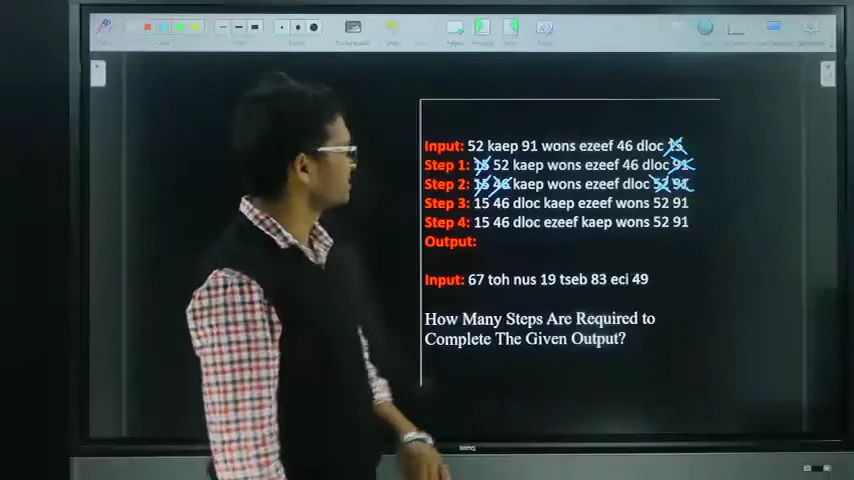 Input: 52 kaep 91 wons ezeef 46 dloc 15
Step 1: 15 52 kaep wons ezeef 46 dloc 91
Step 2: 15 46 kaep wons ezeef dloc 52 91
Step 3: 15 46 dloc kaep ezeef wons 52 91
Step 4: 15 46 dloc ezeef kaep wons 52 91
Output:
Input: 67 toh nus 19 tseb 83 eci 49
How Many Steps Are Required to
Complete The Given Output?
BenQ